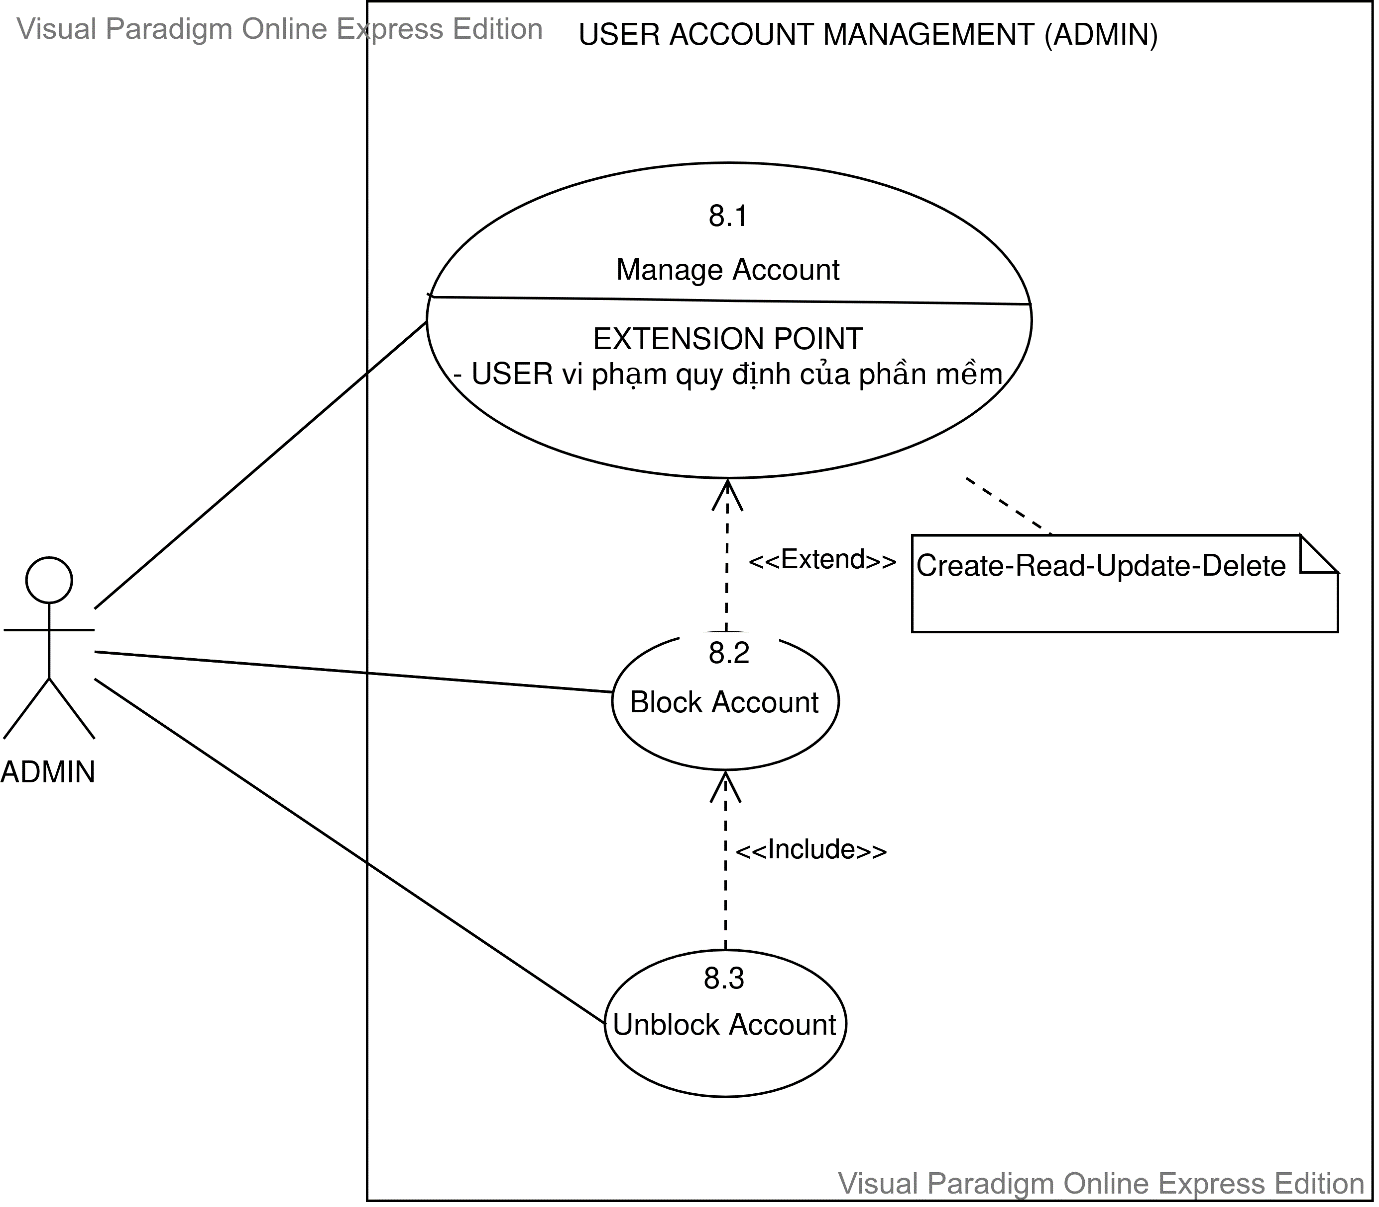 Visual Paradigm Online Express Edition
USER ACCOUNT MANAGEMENT (ADMIN)
8.1
Manage Account
EXTENSION POINT
- USER vi phạm quy định của phần mềm
<<Extend>>
Create-Read-Update-Delete
8.2
Block Account
ADMIN
<<Include>>
8.3
Unblock Account
Visual Paradigm Online Express Edition